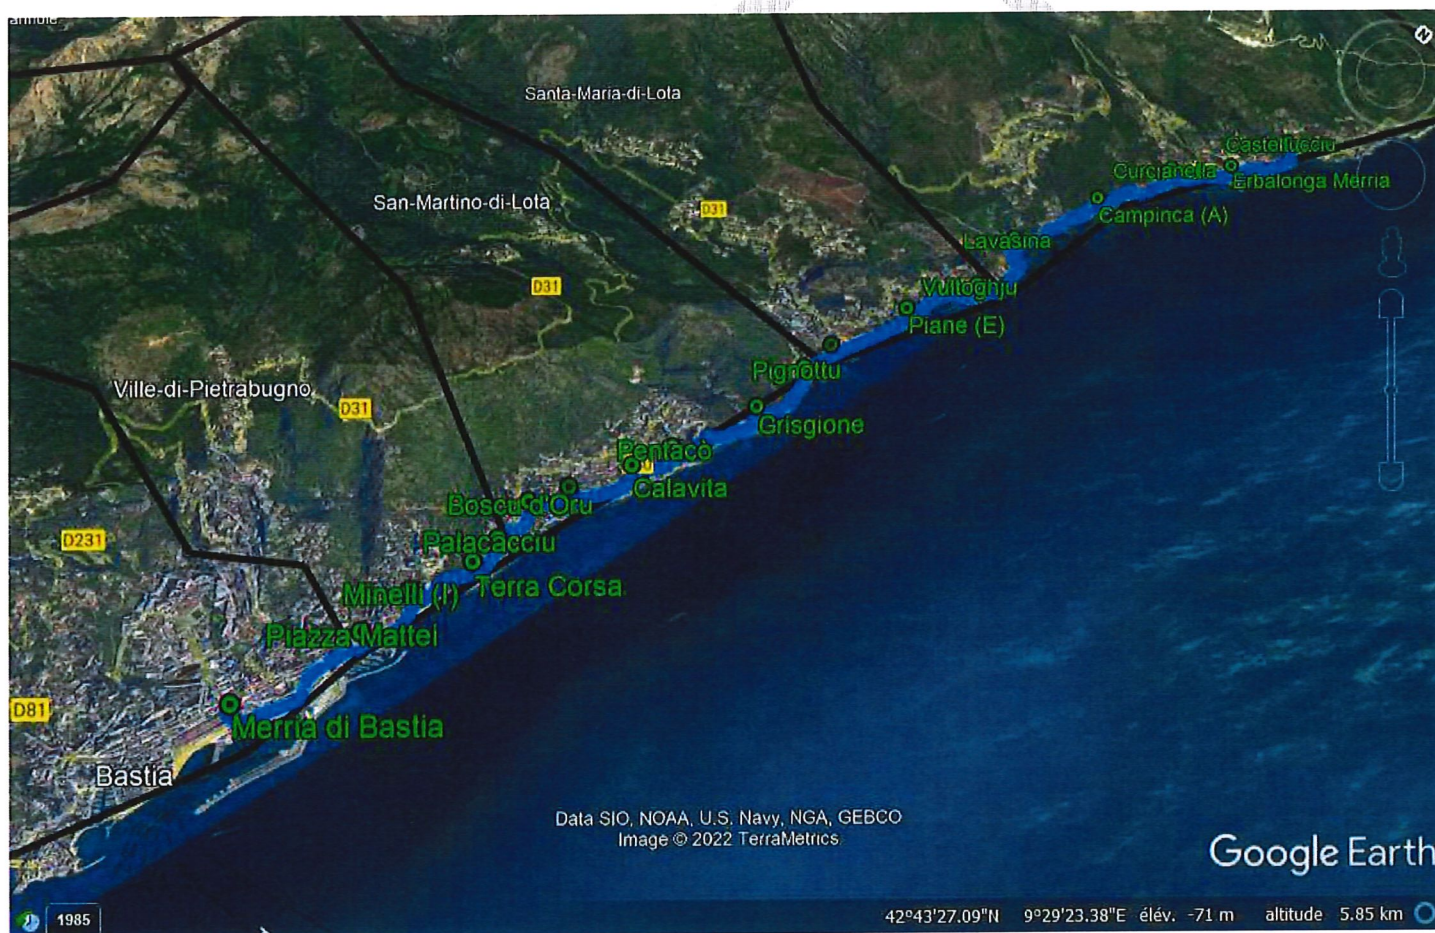 Santa-Maria-di-Lota
Castellucciu
Curcianella
Erbalonga Merria
San-Martino-di-Lota
D31
Campinca (A)
Lavasina
D31
Vultoghju
Piane (E)
Pignottu
Ville-di-Pietrabugno
D31
Grisgione
Pentaco
Calavita
Boscu d'Oru
D231
Palacacciu
Minelli (I)
Terra Corsa
Piazza Mattei
D81
Merria di Bastia
Bastia
Data SIO, NOAA, U.S. Navy, NGA, GEBCO
Image © 2022 TerraMetrics
Google Earth
1985
42°43'27.09"N 9°29'23.38"E élév. -71 m altitude 5.85 km